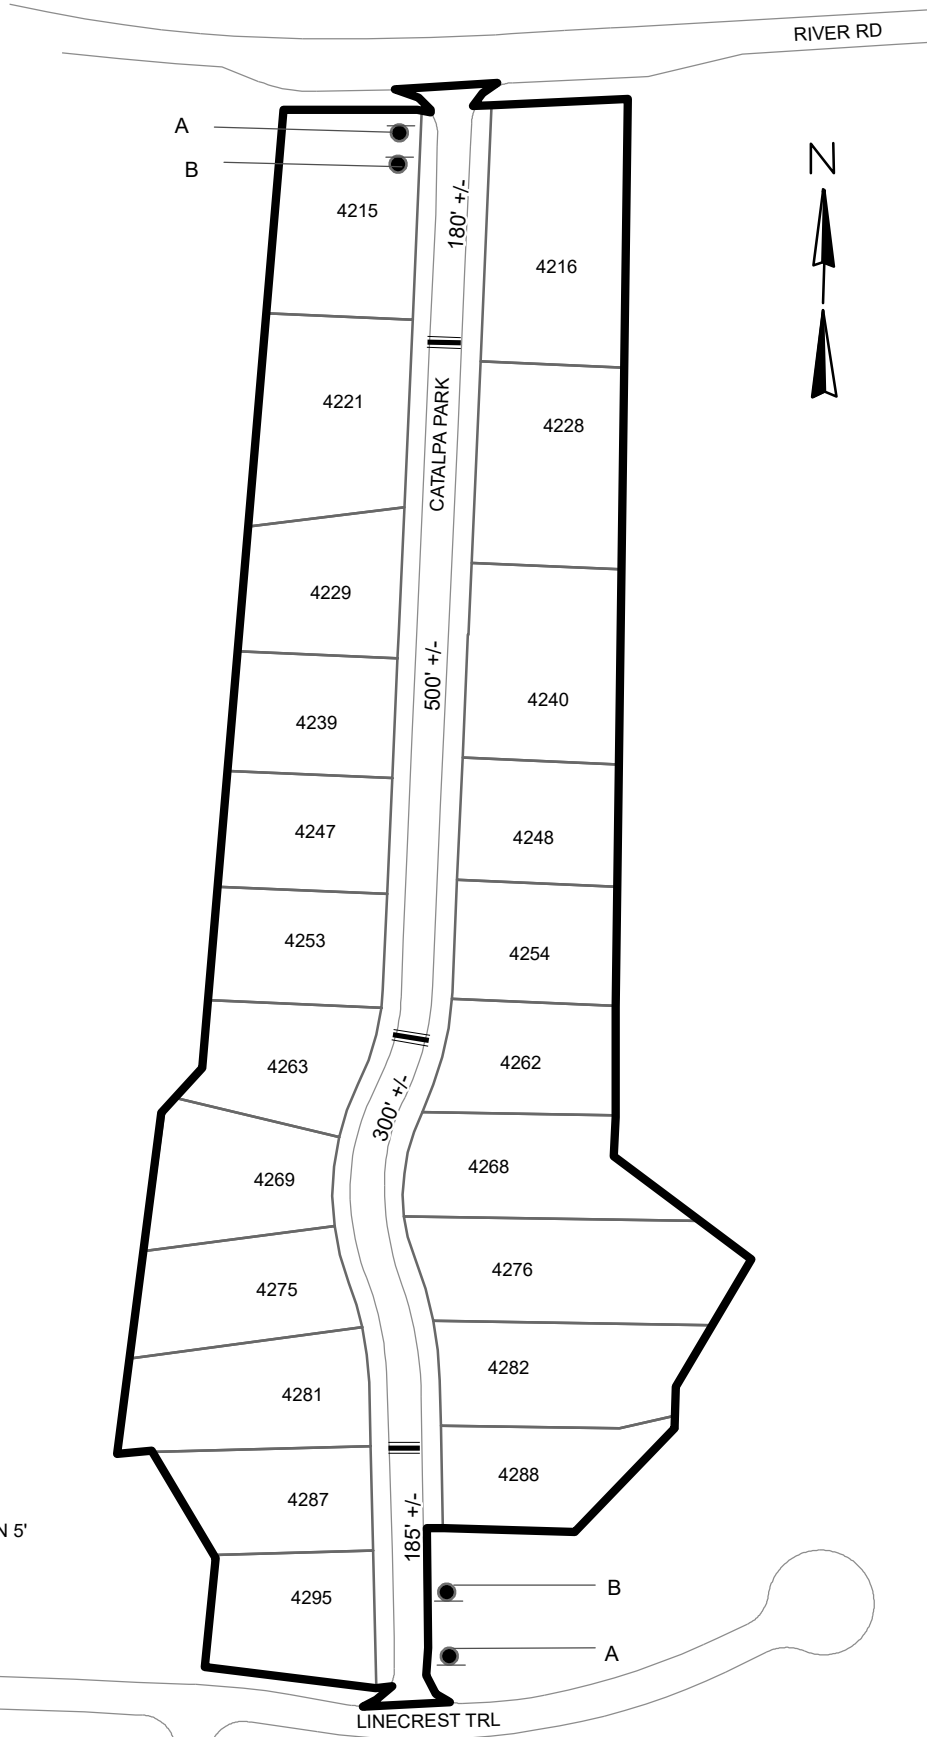 RIVER RD
A
B
N
4215
180' +/-
4216
4221
CATALPA PARK
4228
4229
500' +/-
4240
4239
4247
4248
4253
4254
4263
4262
300' +/-
4269
4268
4275
4276
4281
4282
4287
4288
N 5'
185' +/-
4295
B
A
LINECREST TRL